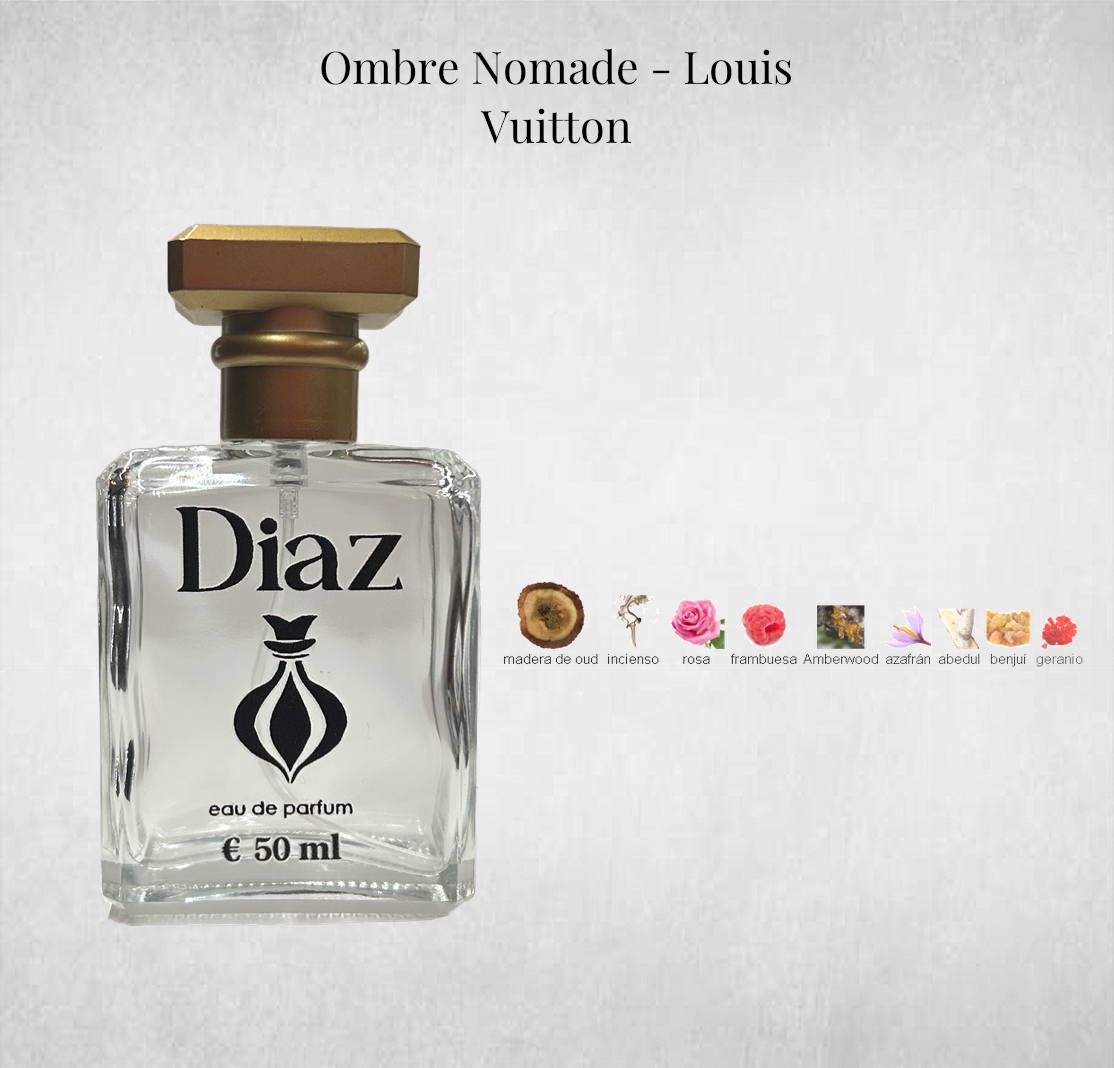 Ombre Nomade - Louis
Vuitton
Diaz
eau de parfum
€ 50 ml
madera de oud incienso rosa frambuesa Amberwood azafrán abedul benjuí geranio